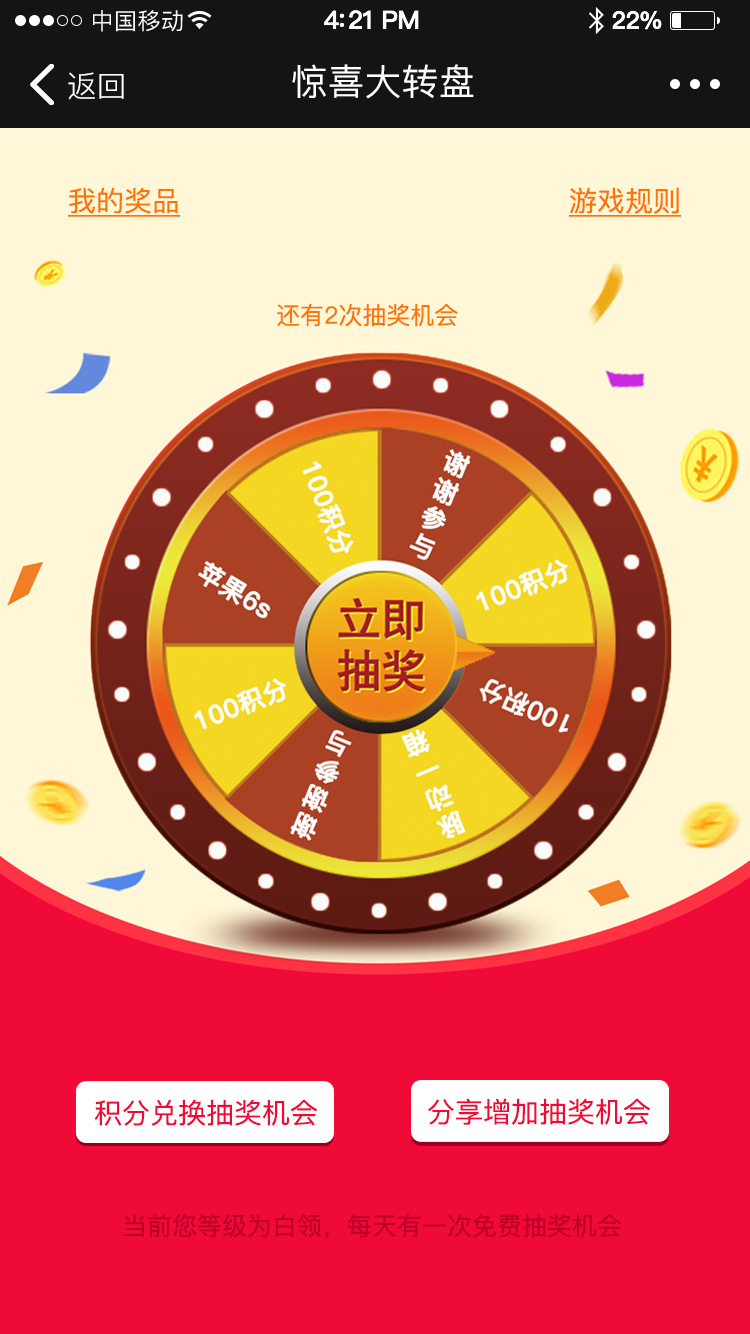 中国移动
4:21 PM
22%
返回
惊喜大转盘
我的奖品
游戏规则
还有2次抽奖机会
100积分
谢谢参与
苹果6s
100积分
立即
抽奖
100积分
100积分
谢谢参与
脉动一箱
积分兑换抽奖机会
分享增加抽奖机会
当前您等级为白领，每天有一次免费抽奖机会